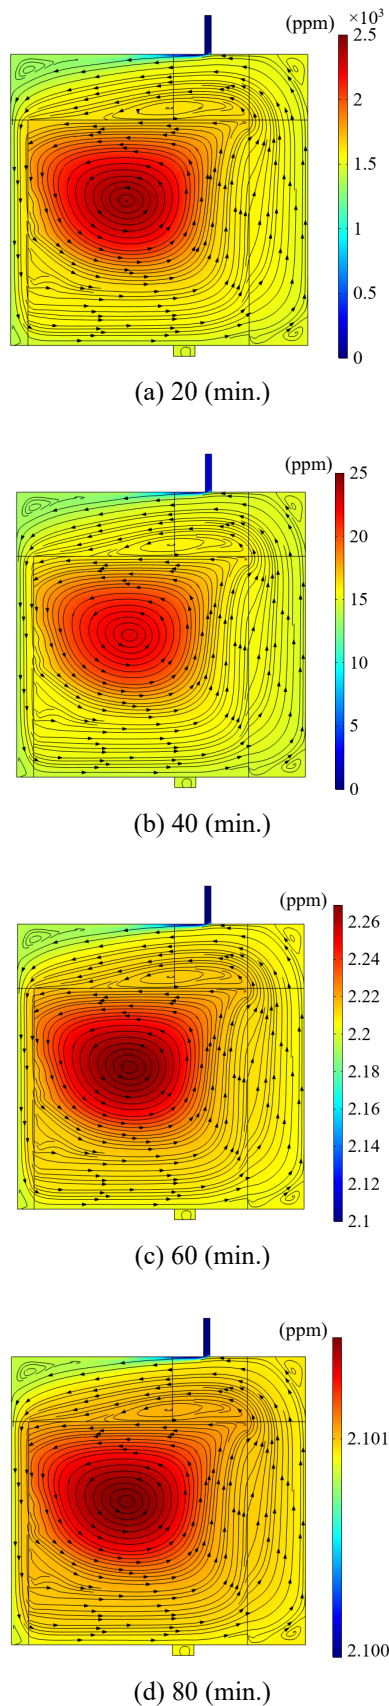 (ppm) ×10³
2.5
2
1.5
1
0.5
0
(a) 20 (min.)
(ppm)
25
20
15
10
5
0
(b) 40 (min.)
(ppm)
2.26
2.24
2.22
2.2
2.18
2.16
2.14
2.12
2.1
(c) 60 (min.)
(ppm)
2.101
2.100
(d) 80 (min.)